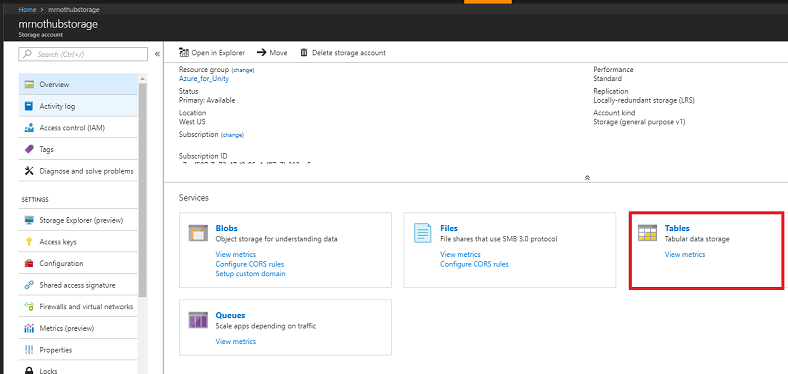 Home > mrnothubstorage
mrnothubstorage
Storage account
Search (Ctrl+/)
Overview
Activity log
Access control (IAM)
Tags
Diagnose and solve problems
SETTINGS
Storage Explorer (preview)
Access keys
Configuration
Shared access signature
Firewalls and virtual networks
Metrics (preview)
Properties
Locks
Open in Explorer
Move
Delete storage account
Resource group (change)
Azure_for_Unity
Status
Primary: Available
Location
West US
Subscription (change)
Subscription ID
Performance
Standard
Replication
Locally-redundant storage (LRS)
Account kind
Storage (general purpose v1)
Services
Blobs
Object storage for understanding data
View metrics
Configure CORS rules
Setup custom domain
Files
File shares that use SMB 3.0 protocol
View metrics
Configure CORS rules
Tables
Tabular data storage
View metrics
Queues
Scale apps depending on traffic
View metrics